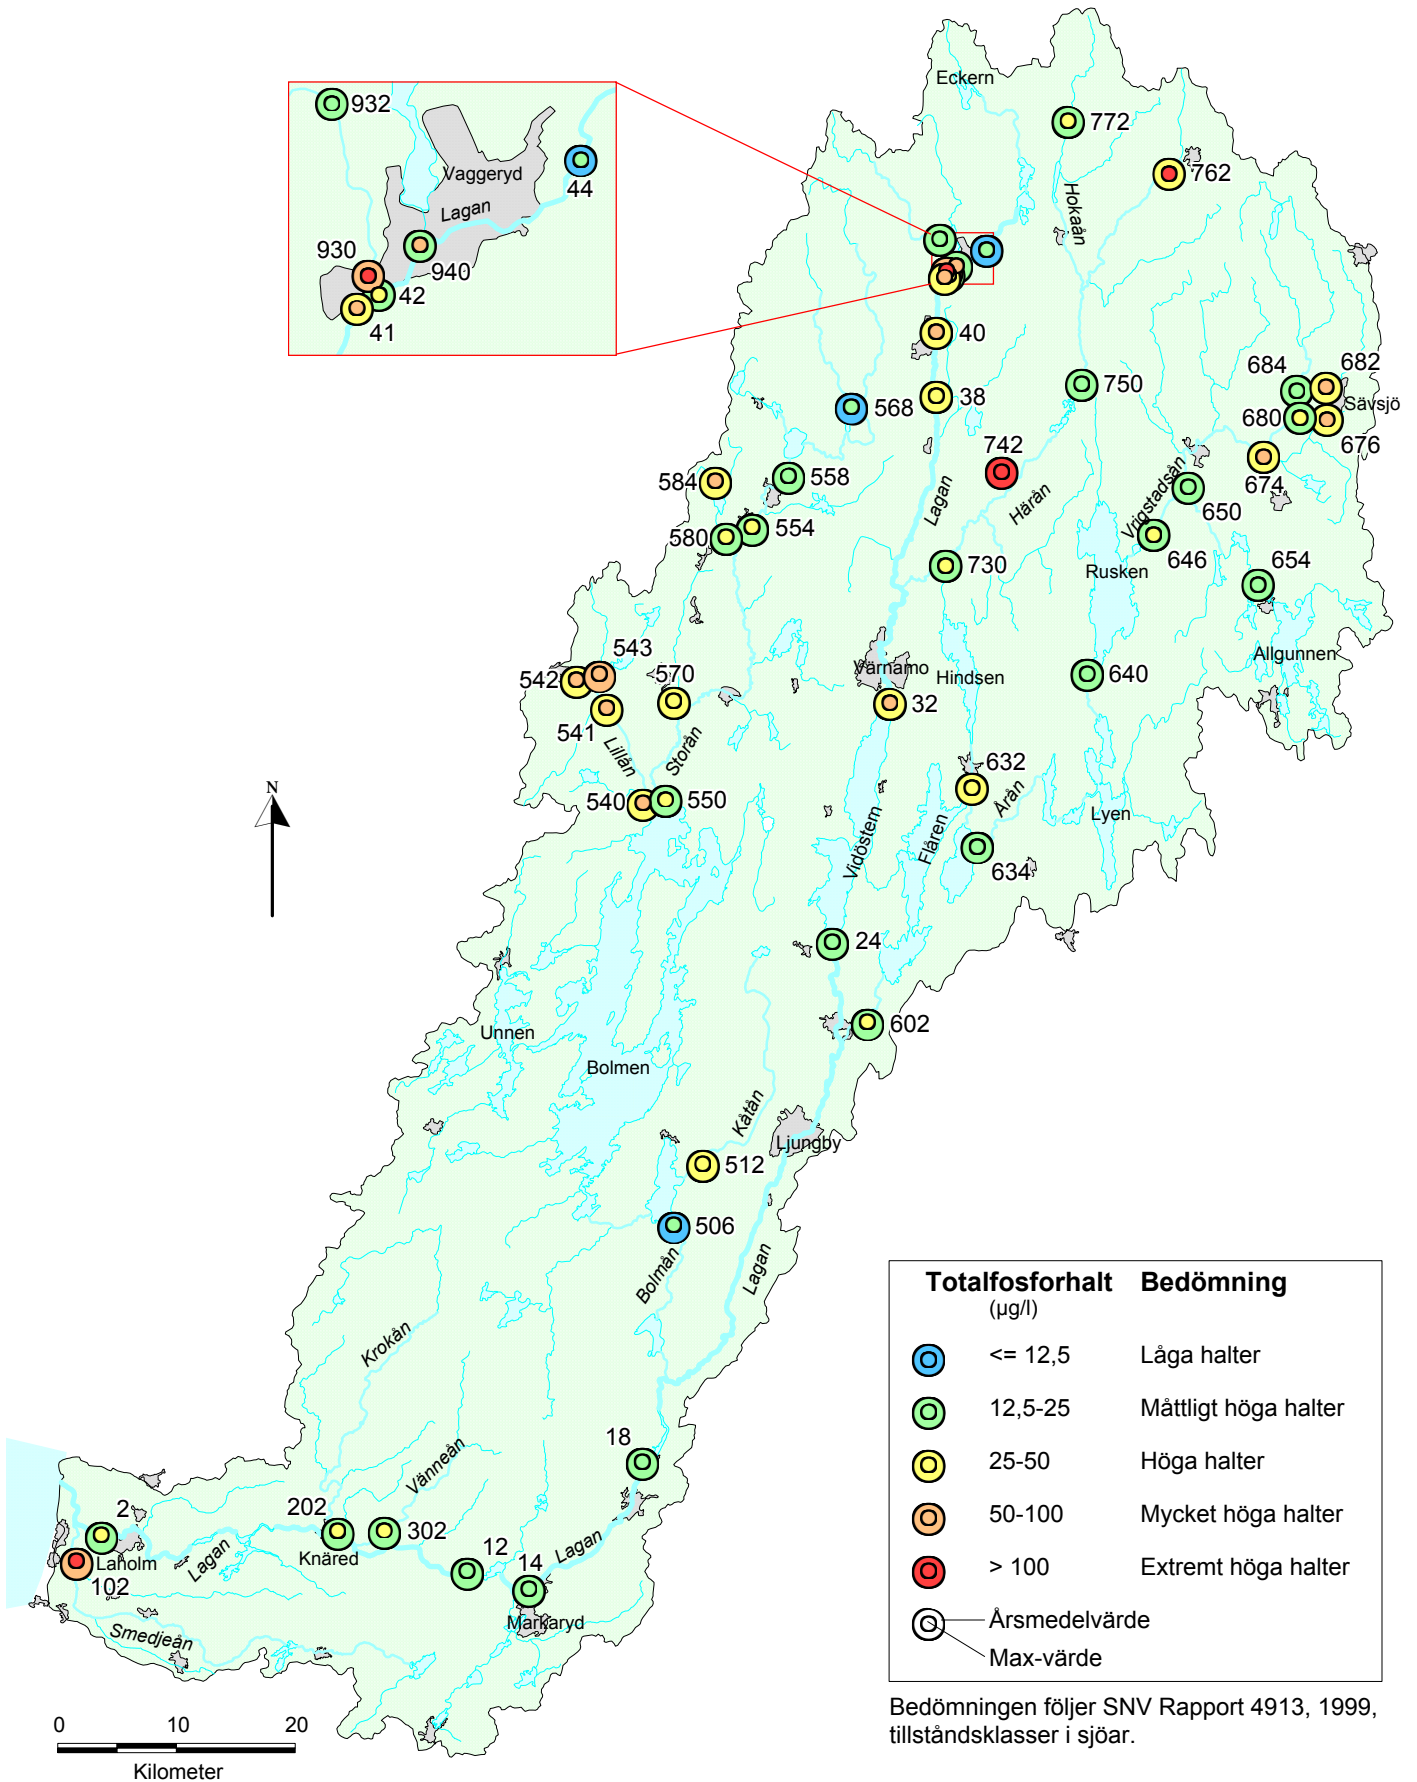 Eckern
932
772
Vaggeryd
44
762
Lagan
Hokaån
930
940
42
41
40
684
682
750
38
568
Sävsjö
680
676
742
584
558
674
Lagan
Härån
Vrigstadsån
650
580
554
646
730
Rusken
654
543
542
570
Värnamo
Hindsen
Allgunnen
640
32
541
Lillån
Storån
N
632
540
550
Årån
Lyen
Vidöstern
Flåren
634
24
602
Unnen
Bolmen
Kåtån
Ljungby
512
506
Bolmån
Lagan
Totalfosforhalt Bedömning
(µg/l)
<= 12,5 Låga halter
12,5-25 Måttligt höga halter
25-50 Höga halter
50-100 Mycket höga halter
> 100 Extremt höga halter
Årsmedelvärde
Max-värde
Krokån
18
Vänneån
2
202
302
12
14
Lagan
Lagan
Knäred
Laholm
102
Markaryd
Smedjeån
Bedömningen följer SNV Rapport 4913, 1999,
tillståndsklasser i sjöar.
0 10 20
Kilometer